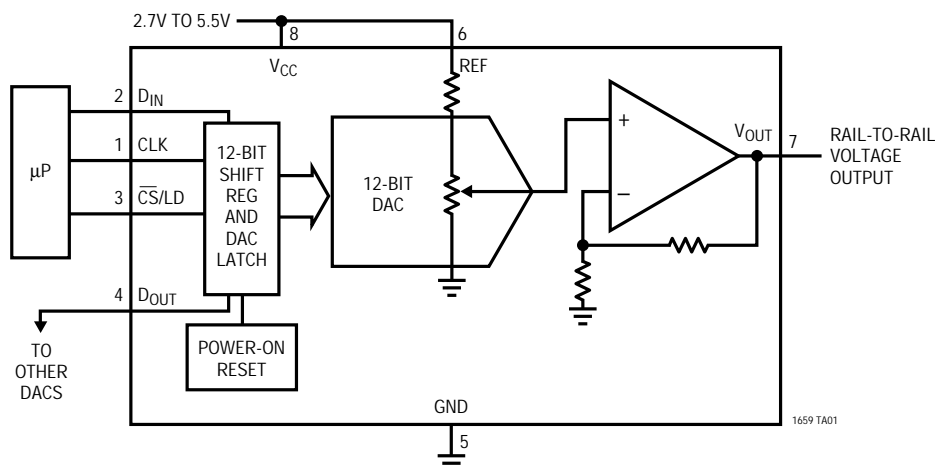 2.7V TO 5.5V
8
6
VCC
REF
μP
2
DIN
1
CLK
3
CS/LD
4
DOUT
12-BIT
SHIFT
REG
AND
DAC
LATCH
12-BIT
DAC
+
−
VOUT
7
RAIL-TO-RAIL
VOLTAGE
OUTPUT
TO
OTHER
DACS
POWER-ON
RESET
GND
5
1659 TA01